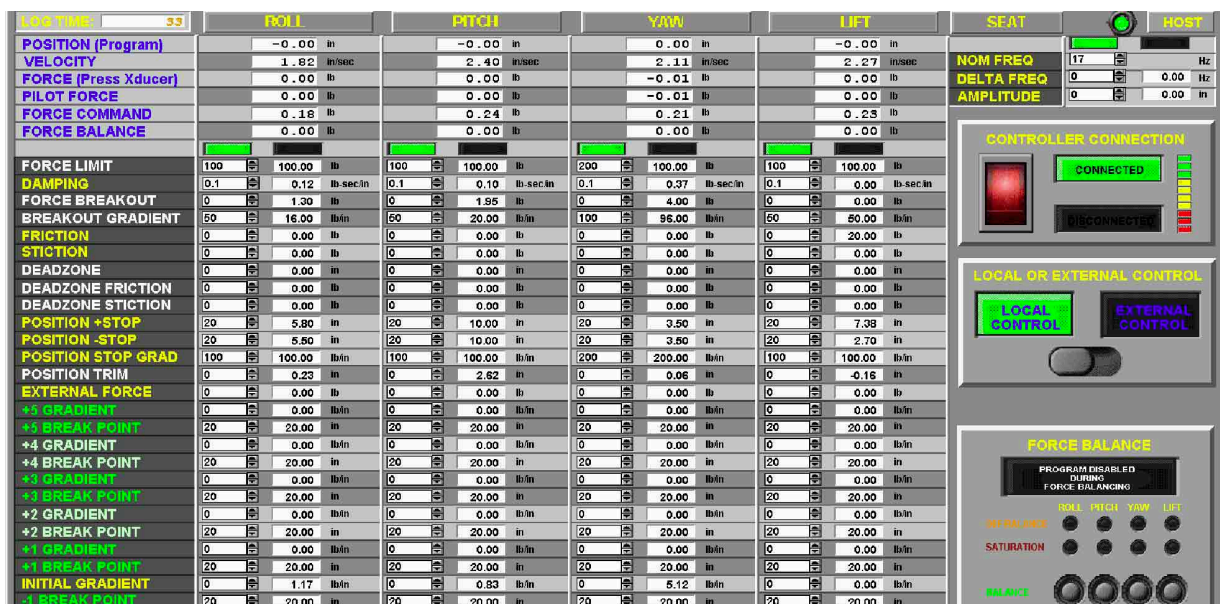 LOG TIME: 33 ROLL PITCH YAW LIFT SEAT HOST
POSITION (Program) -0.00 in -0.00 in 0.00 in -0.00 in
VELOCITY 1.82 in/sec 2.40 in/sec 2.11 in/sec 2.27 in/sec NOM FREQ 17 Hz
FORCE (Press Xducer) 0.00 lb 0.00 lb -0.01 lb 0.00 lb DELTA FREQ 0 0.00 Hz
PILOT FORCE 0.00 lb 0.00 lb -0.01 lb 0.00 lb AMPLITUDE 0 0.00 in
FORCE COMMAND 0.18 lb 0.24 lb 0.21 lb 0.23 lb
FORCE BALANCE 0.00 lb 0.00 lb 0.00 lb 0.00 lb
CONTROLLER CONNECTION
FORCE LIMIT 100 100.00 lb 100 100.00 lb 200 100.00 lb 100 100.00 lb CONNECTED
DAMPING 0.1 0.12 lb-sec/in 0.1 0.10 lb-sec/in 0.1 0.37 lb-sec/in 0.1 0.00 lb-sec/in
FORCE BREAKOUT 0 1.30 lb 0 1.95 lb 0 4.00 lb 0 0.00 lb
BREAKOUT GRADIENT 50 16.00 lb/in 50 20.00 lb/in 100 96.00 lb/in 50 50.00 lb/in DISCONNECTED
FRICTION 0 0.00 lb 0 0.00 lb 0 0.00 lb 0 20.00 lb
STICTION 0 0.00 lb 0 0.00 lb 0 0.00 lb 0 0.00 lb
DEADZONE 0 0.00 in 0 0.00 in 0 0.00 in 0 0.00 in LOCAL OR EXTERNAL CONTROL
DEADZONE FRICTION 0 0.00 lb 0 0.00 lb 0 0.00 lb 0 0.00 lb
DEADZONE STICTION 0 0.00 lb 0 0.00 lb 0 0.00 lb 0 0.00 lb LOCAL EXTERNAL
POSITION +STOP 20 5.80 in 20 10.00 in 20 3.50 in 20 7.38 in CONTROL CONTROL
POSITION -STOP 20 5.50 in 20 10.00 in 20 3.50 in 20 2.70 in
POSITION STOP GRAD 100 100.00 lb/in 100 100.00 lb/in 200 200.00 lb/in 100 100.00 lb/in
POSITION TRIM 0 0.23 in 0 2.62 in 0 0.06 in 0 -0.16 in
EXTERNAL FORCE 0 0.00 lb 0 0.00 lb 0 0.00 lb 0 0.00 lb
+5 GRADIENT 0 0.00 lb/in 0 0.00 lb/in 0 0.00 lb/in 0 0.00 lb/in
+5 BREAK POINT 20 20.00 in 20 20.00 in 20 20.00 in 20 20.00 in
+4 GRADIENT 0 0.00 lb/in 0 0.00 lb/in 0 0.00 lb/in 0 0.00 lb/in FORCE BALANCE
+4 BREAK POINT 20 20.00 in 20 20.00 in 20 20.00 in 20 20.00 in PROGRAM DISABLED
+3 GRADIENT 0 0.00 lb/in 0 0.00 lb/in 0 0.00 lb/in 0 0.00 lb/in DURING FORCE BALANCING
+3 BREAK POINT 20 20.00 in 20 20.00 in 20 20.00 in 20 20.00 in
+2 GRADIENT 0 0.00 lb/in 0 0.00 lb/in 0 0.00 lb/in 0 0.00 lb/in ROLL PITCH YAW LIFT
+2 BREAK POINT 20 20.00 in 20 20.00 in 20 20.00 in 20 20.00 in
+1 GRADIENT 0 0.00 lb/in 0 0.00 lb/in 0 0.00 lb/in 0 0.00 lb/in SATURATION
+1 BREAK POINT 20 20.00 in 20 20.00 in 20 20.00 in 20 20.00 in
INITIAL GRADIENT 0 1.17 lb/in 0 0.83 lb/in 0 5.12 lb/in 0 0.00 lb/in BALANCE
-1 BREAK POINT 20 20.00 in 20 20.00 in 20 20.00 in 20 20.00 in